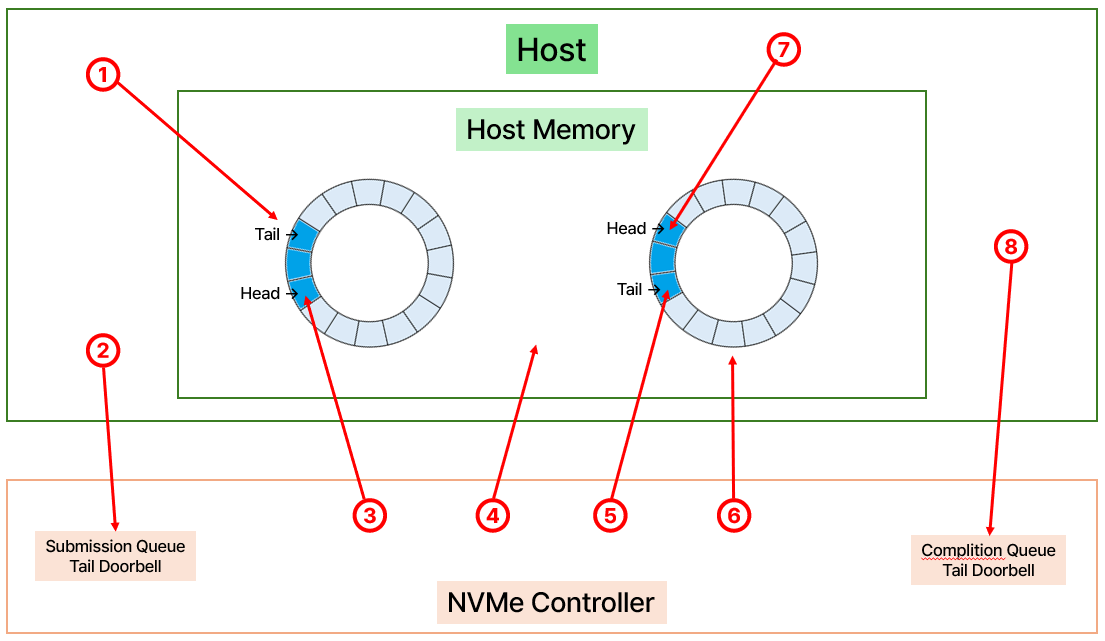 Host
7
1
Host Memory
Head
Tail
8
Tail
Head
2
3
4
5
6
Submission Queue
Tail Doorbell
Complition Queue
Tail Doorbell
NVMe Controller